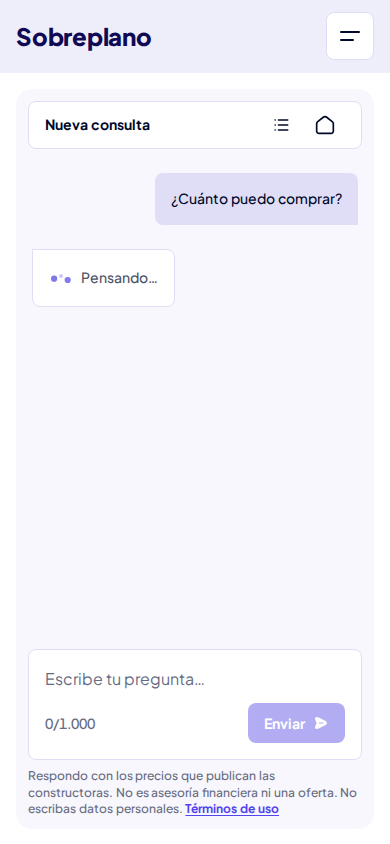 Sobreplano
Nueva consulta
¿Cuánto puedo comprar?
Pensando...
Escribe tu pregunta...
0/1.000
Enviar
Respondo con los precios que publican las
constructoras. No es asesoría financiera ni una oferta. No
escribas datos personales. Términos de uso